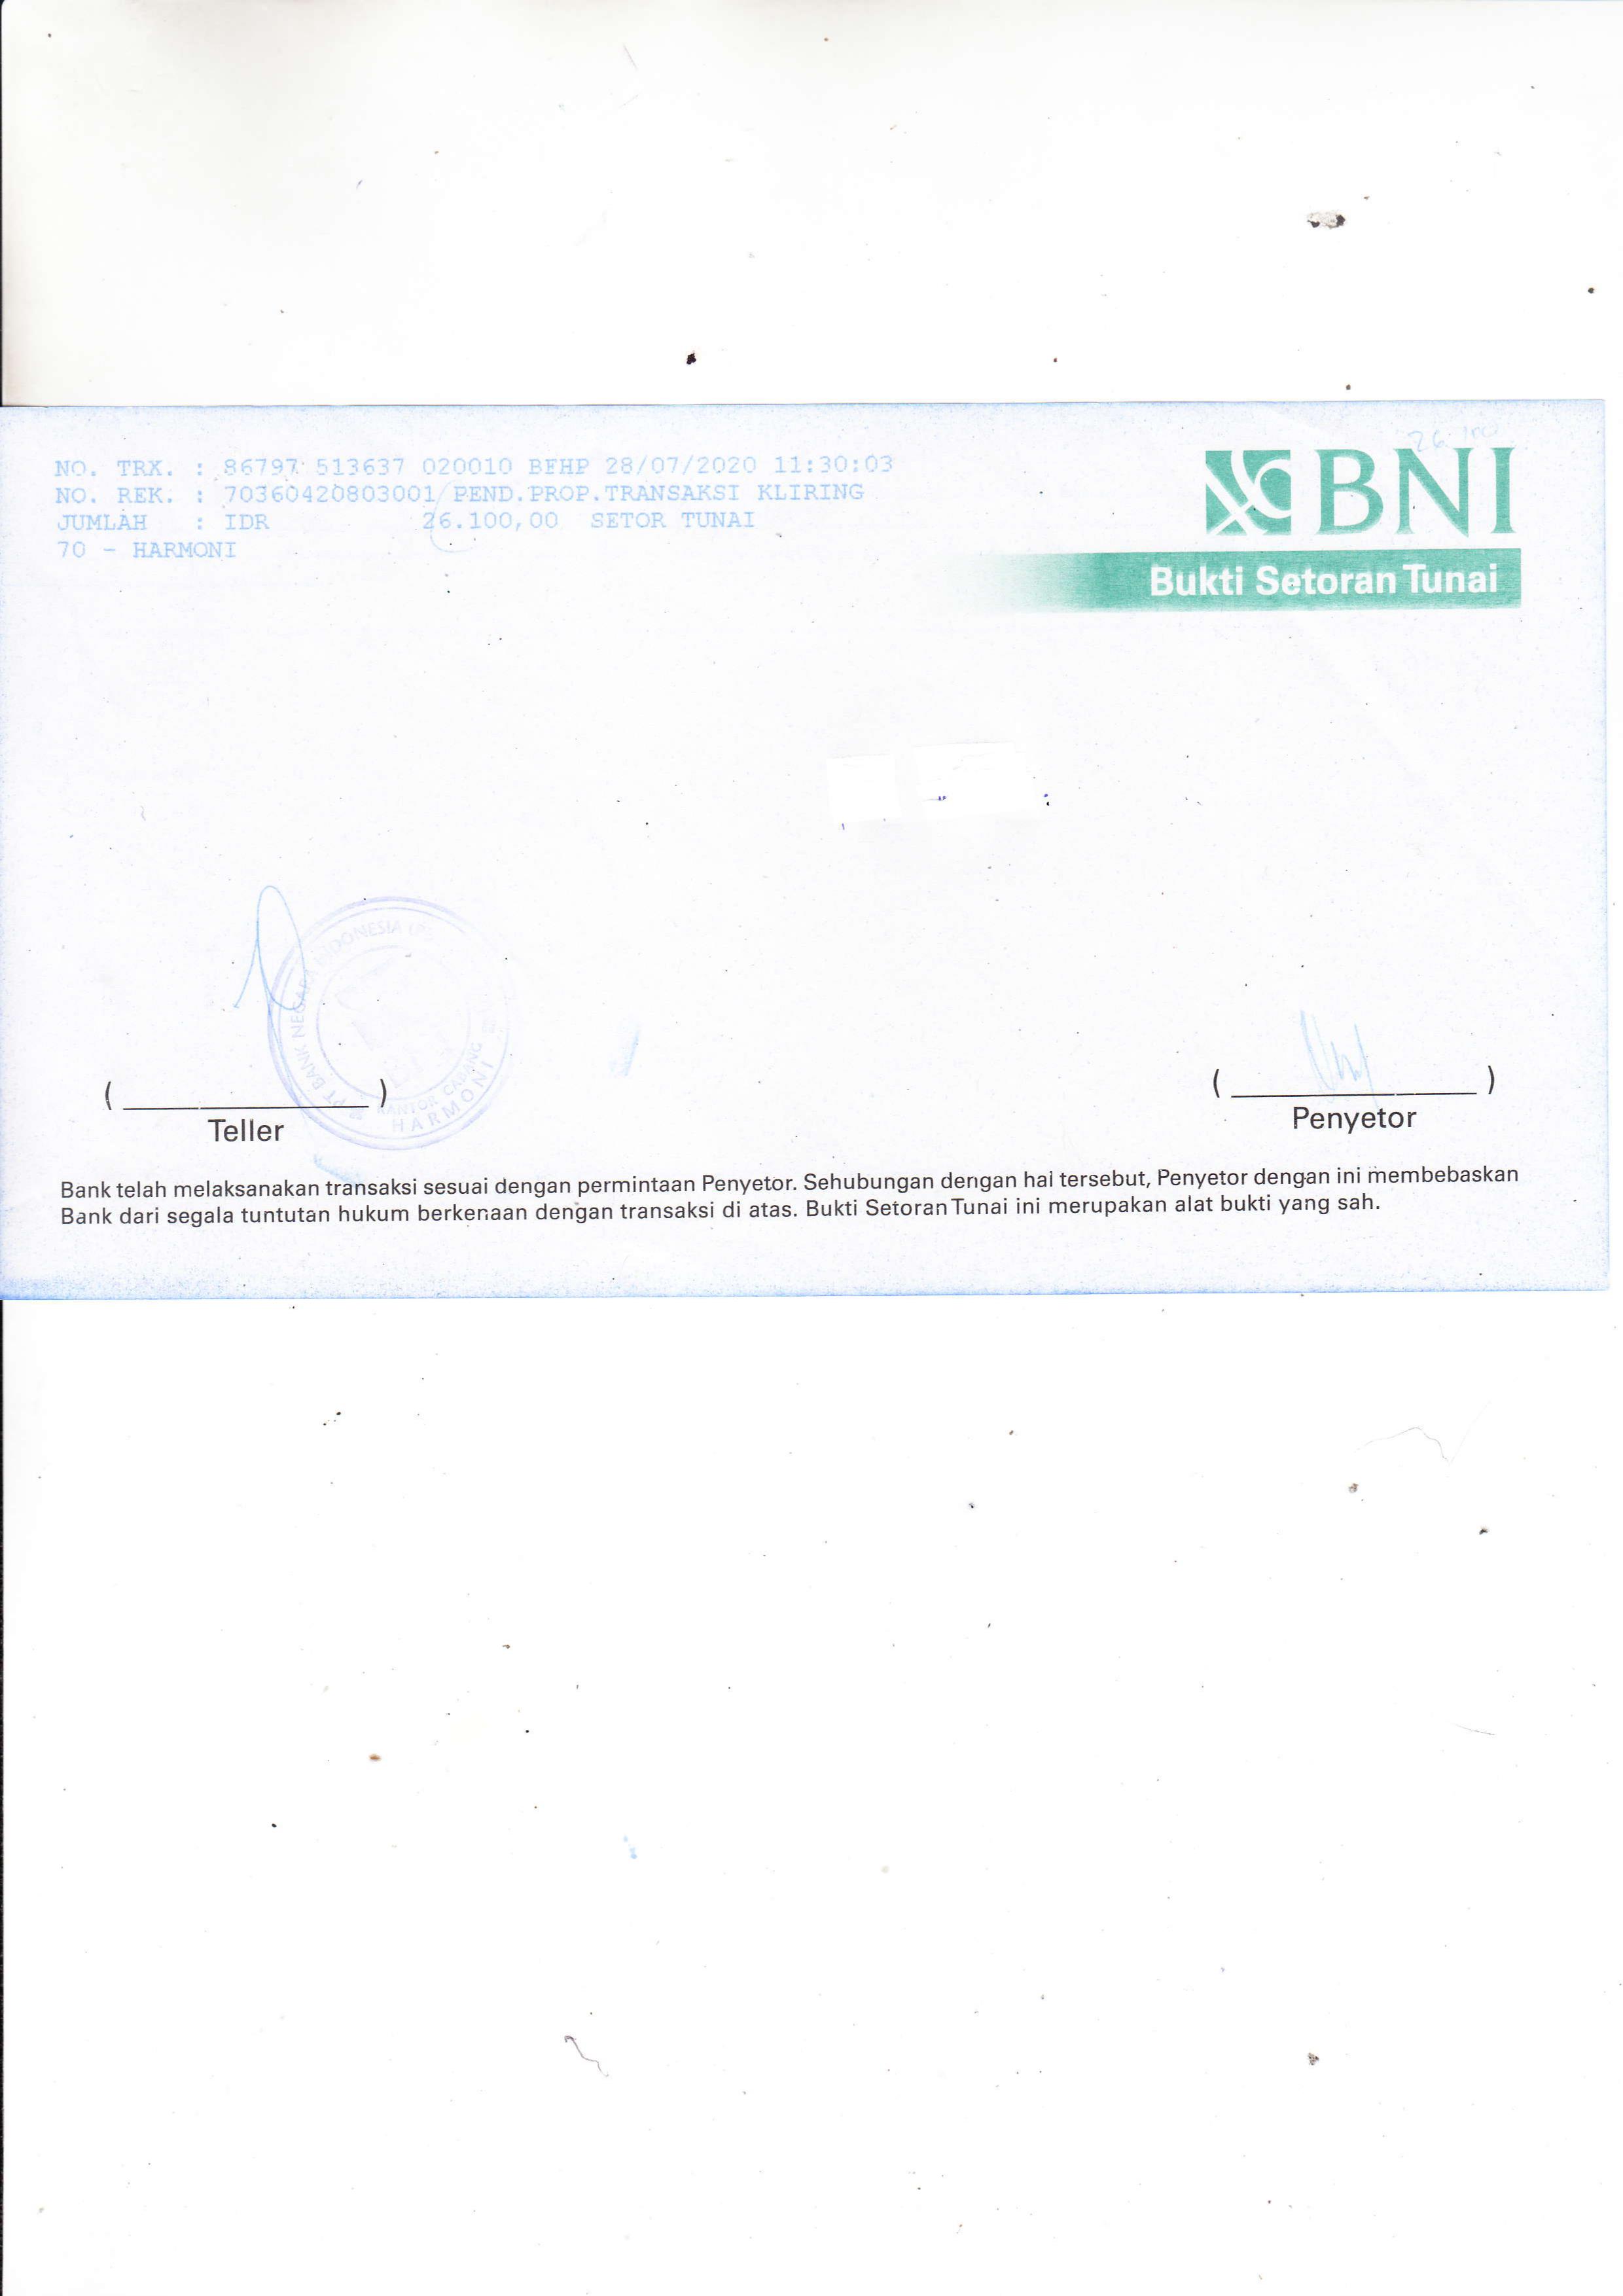 NO. TRX. : 86797 513637 020010 BFHP 28/07/2020 11:30:03
NO. REK. : 70360420803001/PEND.PROP.TRANSAKSI KLIRING
JUMLAH : IDR 26.100,00 SETOR TUNAI
70 - HARMONI
BNI
Bukti Setoran Tunai
PT BANK NEGARA INDONESIA
KANTOR CABANG
HARMONI
( )
Teller
( )
Penyetor
Bank telah melaksanakan transaksi sesuai dengan permintaan Penyetor. Sehubungan dengan hal tersebut, Penyetor dengan ini membebaskan
Bank dari segala tuntutan hukum berkenaan dengan transaksi di atas. Bukti Setoran Tunai ini merupakan alat bukti yang sah.